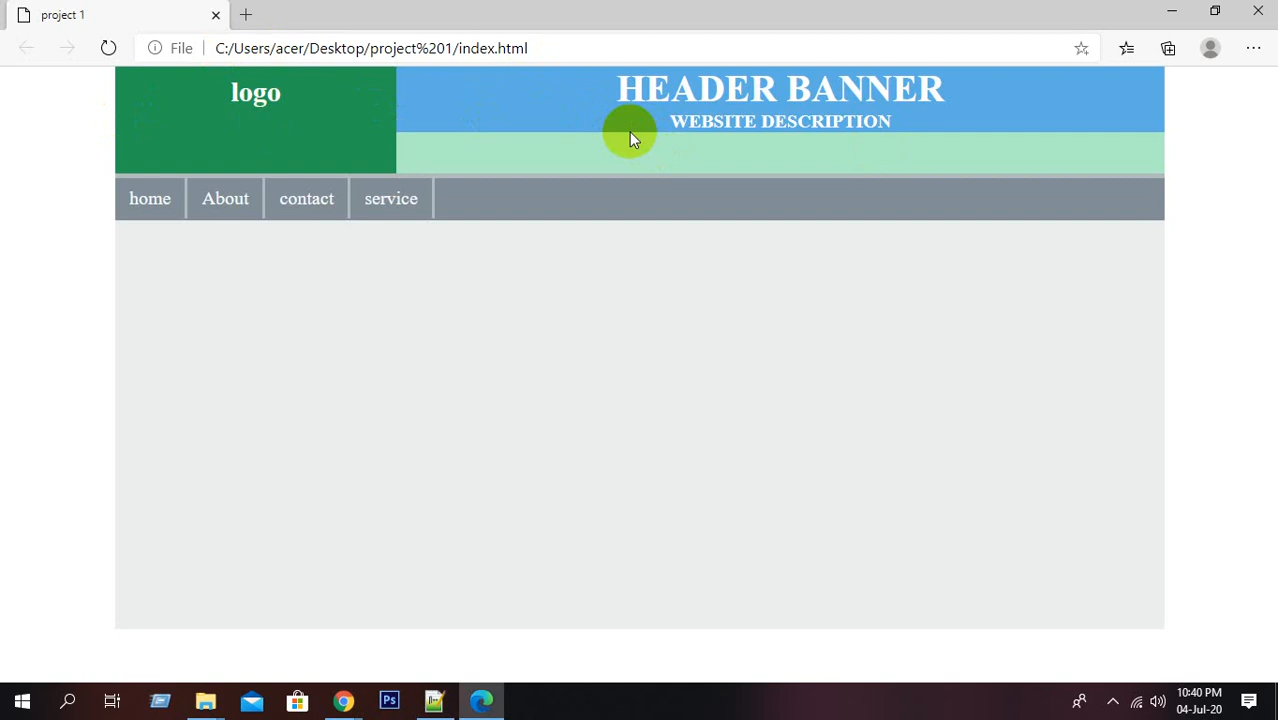 project 1
File
C:/Users/acer/Desktop/project%201/index.html
logo
HEADER BANNER
WEBSITE DESCRIPTION
home
About
contact
service
Ps
10:40 PM
04-Jul-20